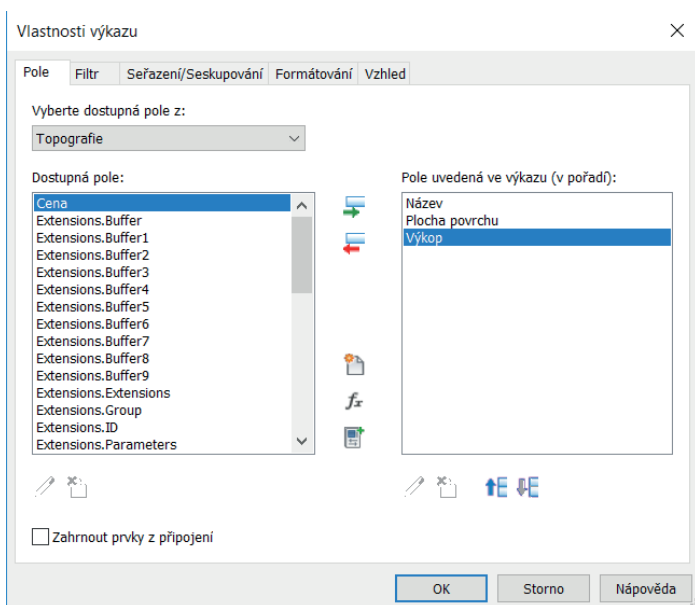 Vlastnosti výkazu
Pole Filtr Seřazení/Seskupování Formátování Vzhled
Vyberte dostupná pole z:
Topografie
Dostupná pole:
Cena
Extensions.Buffer
Extensions.Buffer1
Extensions.Buffer2
Extensions.Buffer3
Extensions.Buffer4
Extensions.Buffer5
Extensions.Buffer6
Extensions.Buffer7
Extensions.Buffer8
Extensions.Buffer9
Extensions.Extensions
Extensions.Group
Extensions.ID
Extensions.Parameters
fx
Pole uvedená ve výkazu (v pořadí):
Název
Plocha povrchu
Výkop
Zahrnout prvky z připojení
OK Storno Nápověda